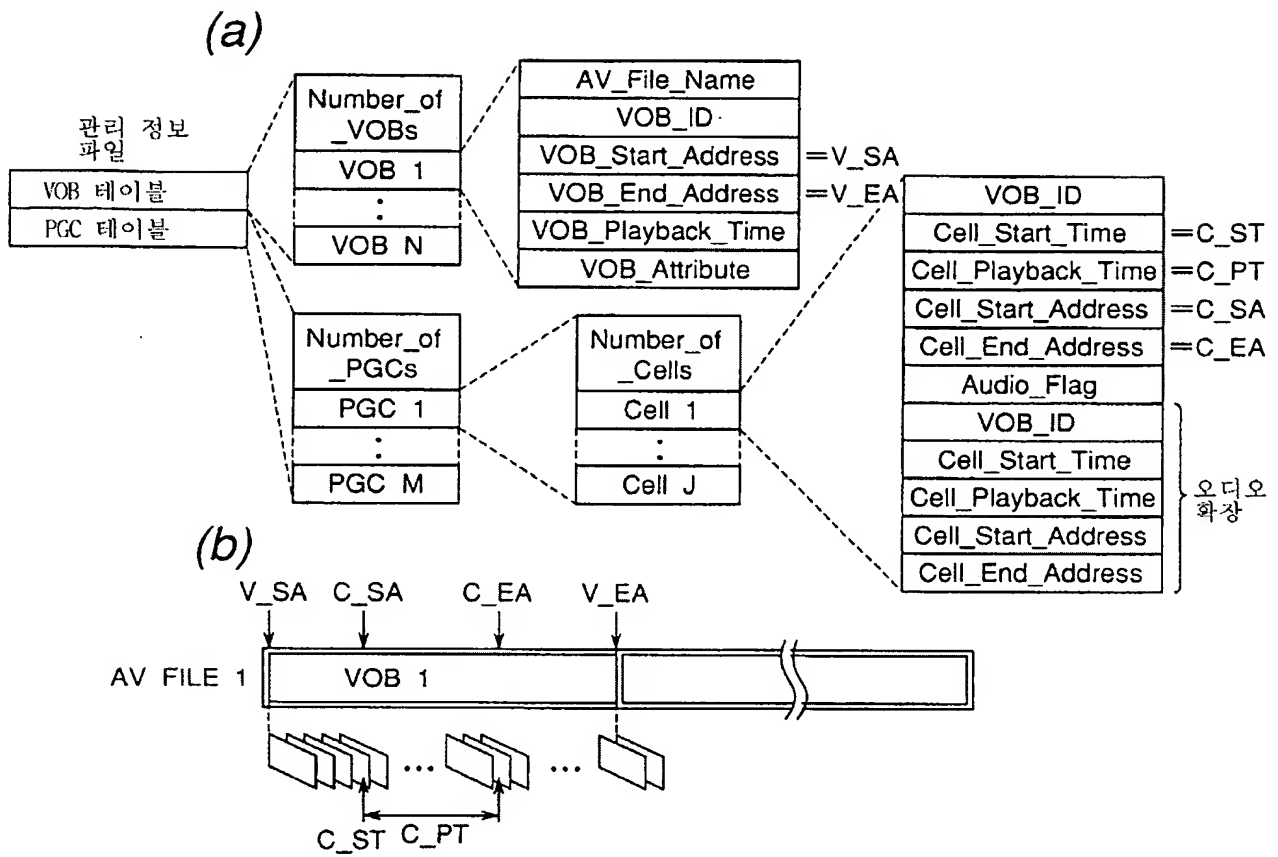 (a)
관리 정보
파일
VOB 테이블
PGC 테이블
Number_of
_VOBs
VOB 1
:
VOB N
AV_File_Name
VOB_ID
VOB_Start_Address
=V_SA
VOB_End_Address
=V_EA
VOB_Playback_Time
VOB_Attribute
Number_of
_PGCs
PGC 1
:
PGC M
Number_of
_Cells
Cell 1
:
Cell J
VOB_ID
Cell_Start_Time
=C_ST
Cell_Playback_Time
=C_PT
Cell_Start_Address
=C_SA
Cell_End_Address
=C_EA
Audio_Flag
VOB_ID
Cell_Start_Time
Cell_Playback_Time
Cell_Start_Address
Cell_End_Address
오디오
확장
(b)
V_SA C_SA C_EA V_EA
AV FILE 1
VOB 1
... ...
C_ST C_PT